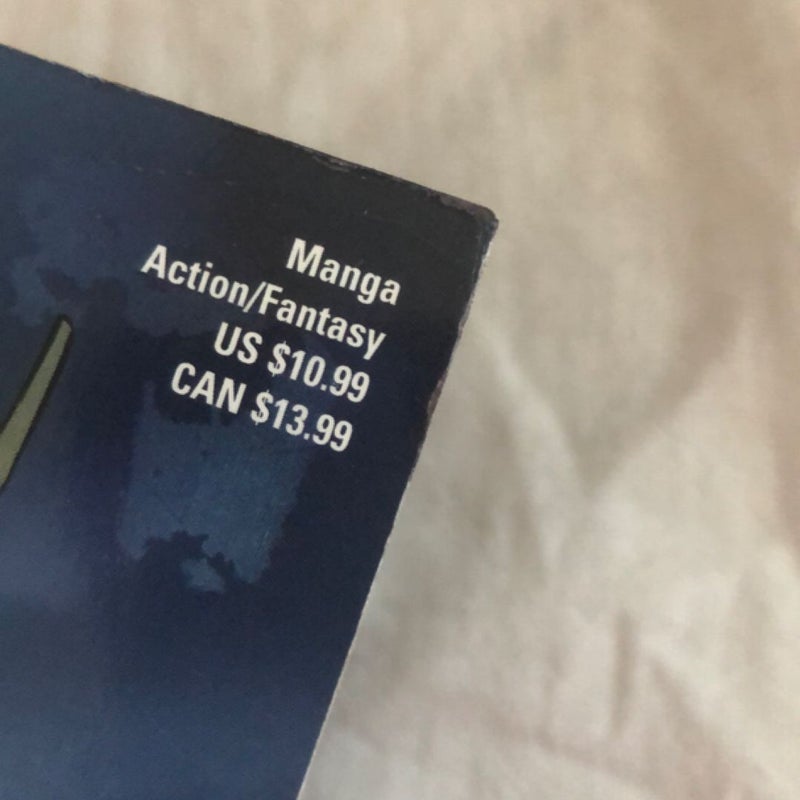 Manga
Action/Fantasy
US $10.99
CAN $13.99